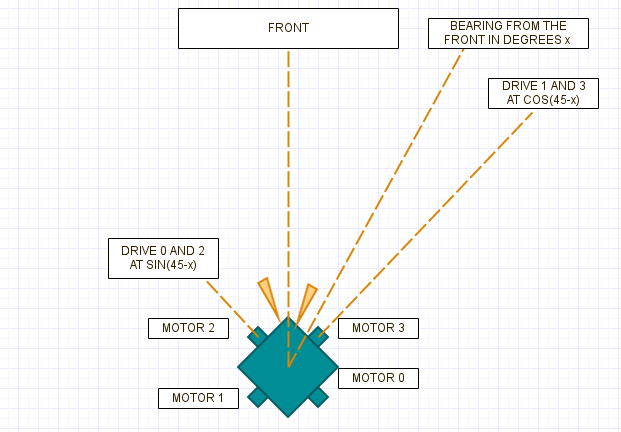 FRONT
BEARING FROM THE
FRONT IN DEGREES x
DRIVE 1 AND 3
AT COS(45-x)
DRIVE 0 AND 2
AT SIN(45-x)
MOTOR 2
MOTOR 3
MOTOR 0
MOTOR 1